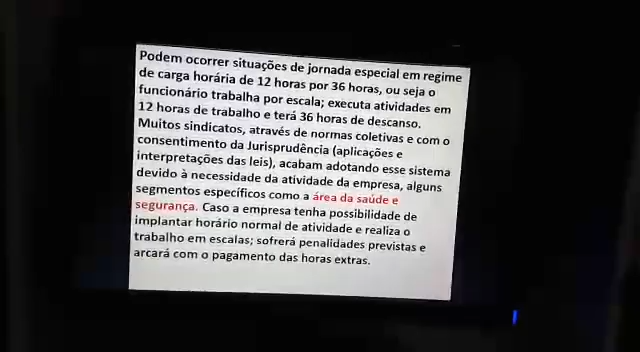 Podem ocorrer situações de jornada especial em regime
de carga horária de 12 horas por 36 horas, ou seja o
funcionário trabalha por escala; executa atividades em
12 horas de trabalho e terá 36 horas de descanso.
Muitos sindicatos, através de normas coletivas e com o
consentimento da Jurisprudência (aplicações e
interpretações das leis), acabam adotando esse sistema
devido à necessidade da atividade da empresa, alguns
segmentos específicos como a área da saúde e
segurança. Caso a empresa tenha possibilidade de
implantar horário normal de atividade e realiza o
trabalho em escalas; sofrerá penalidades previstas e
arcará com o pagamento das horas extras.